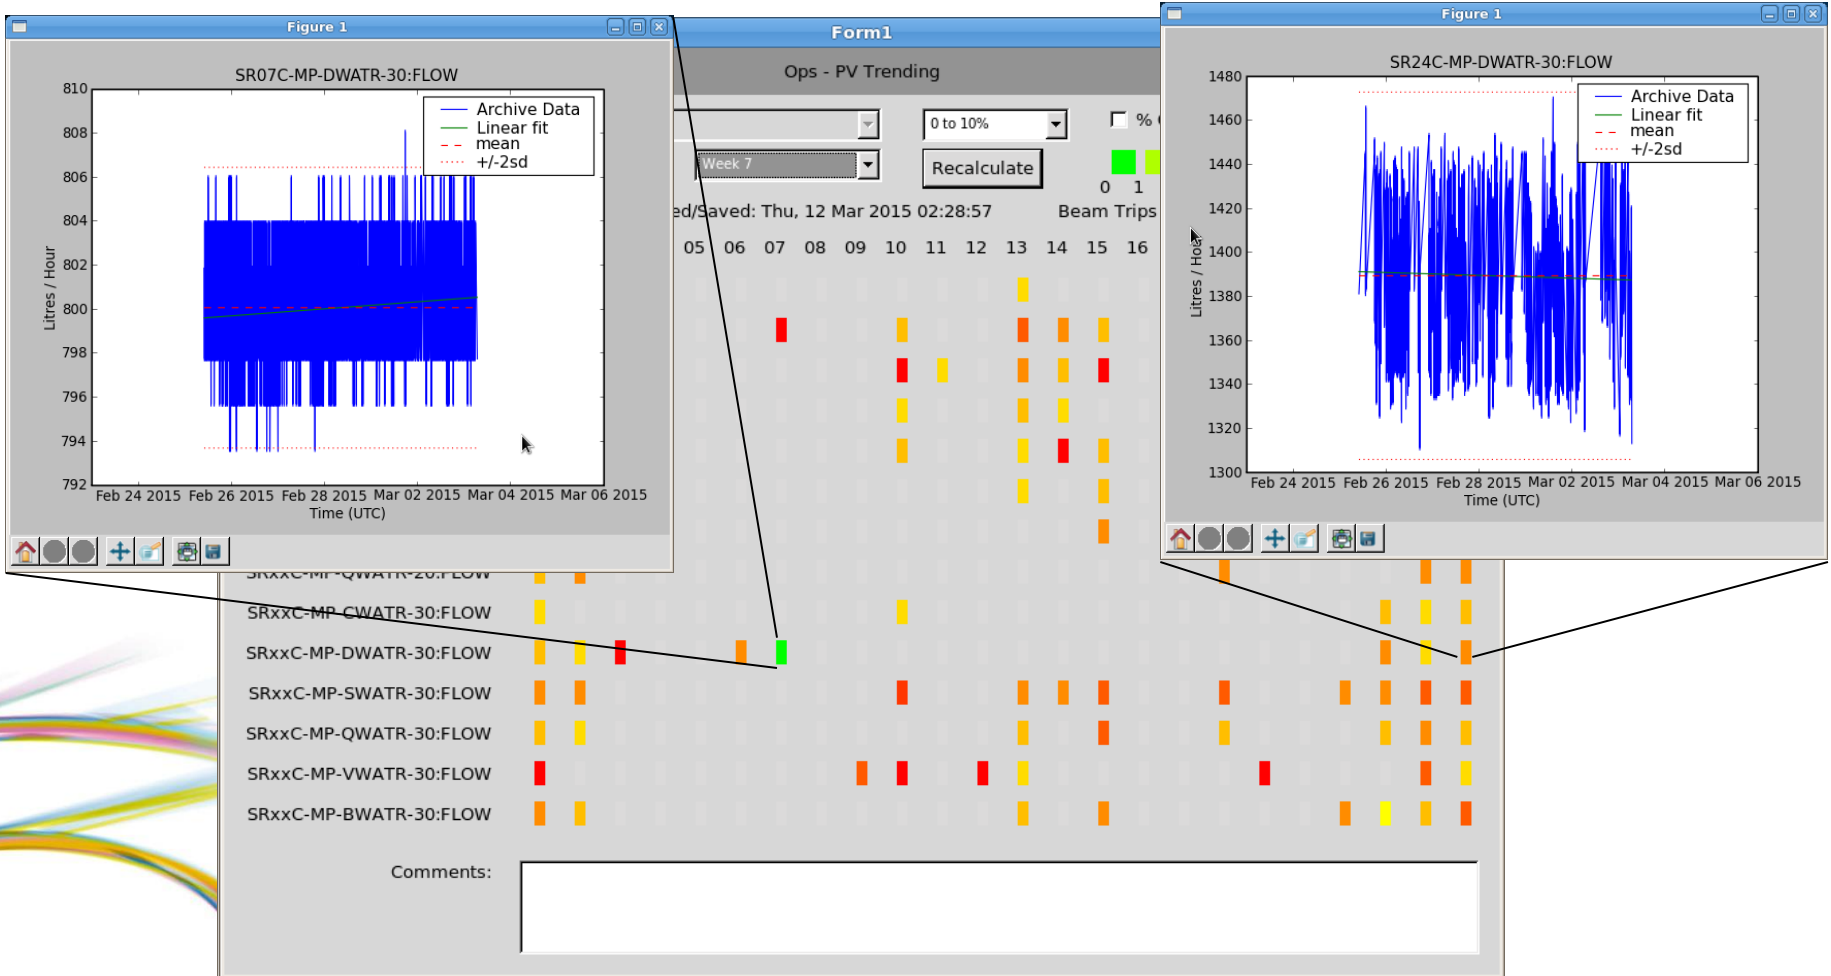 Figure 1
SR07C-MP-DWATR-30:FLOW
810
808
806
804
802
800
798
796
794
792
Litres / Hour
Archive Data
Linear fit
mean
+/-2sd
Feb 24 2015 Feb 26 2015 Feb 28 2015 Mar 02 2015 Mar 04 2015 Mar 06 2015
Time (UTC)
Form1
Ops - PV Trending
0 to 10%
%
Week 7
Recalculate
0 1
ed/Saved: Thu, 12 Mar 2015 02:28:57
Beam Trips
05 06 07 08 09 10 11 12 13 14 15 16
Figure 1
SR24C-MP-DWATR-30:FLOW
1480
1460
1440
1420
1400
1380
1360
1340
1320
1300
Litres / Hour
Archive Data
Linear fit
mean
+/-2sd
Feb 24 2015 Feb 26 2015 Feb 28 2015 Mar 02 2015 Mar 04 2015 Mar 06 2015
Time (UTC)
SRxxC-MP-QWATR-20:FLOW
SRxxC-MP-CWATR-30:FLOW
SRxxC-MP-DWATR-30:FLOW
SRxxC-MP-SWATR-30:FLOW
SRxxC-MP-QWATR-30:FLOW
SRxxC-MP-VWATR-30:FLOW
SRxxC-MP-BWATR-30:FLOW
Comments: